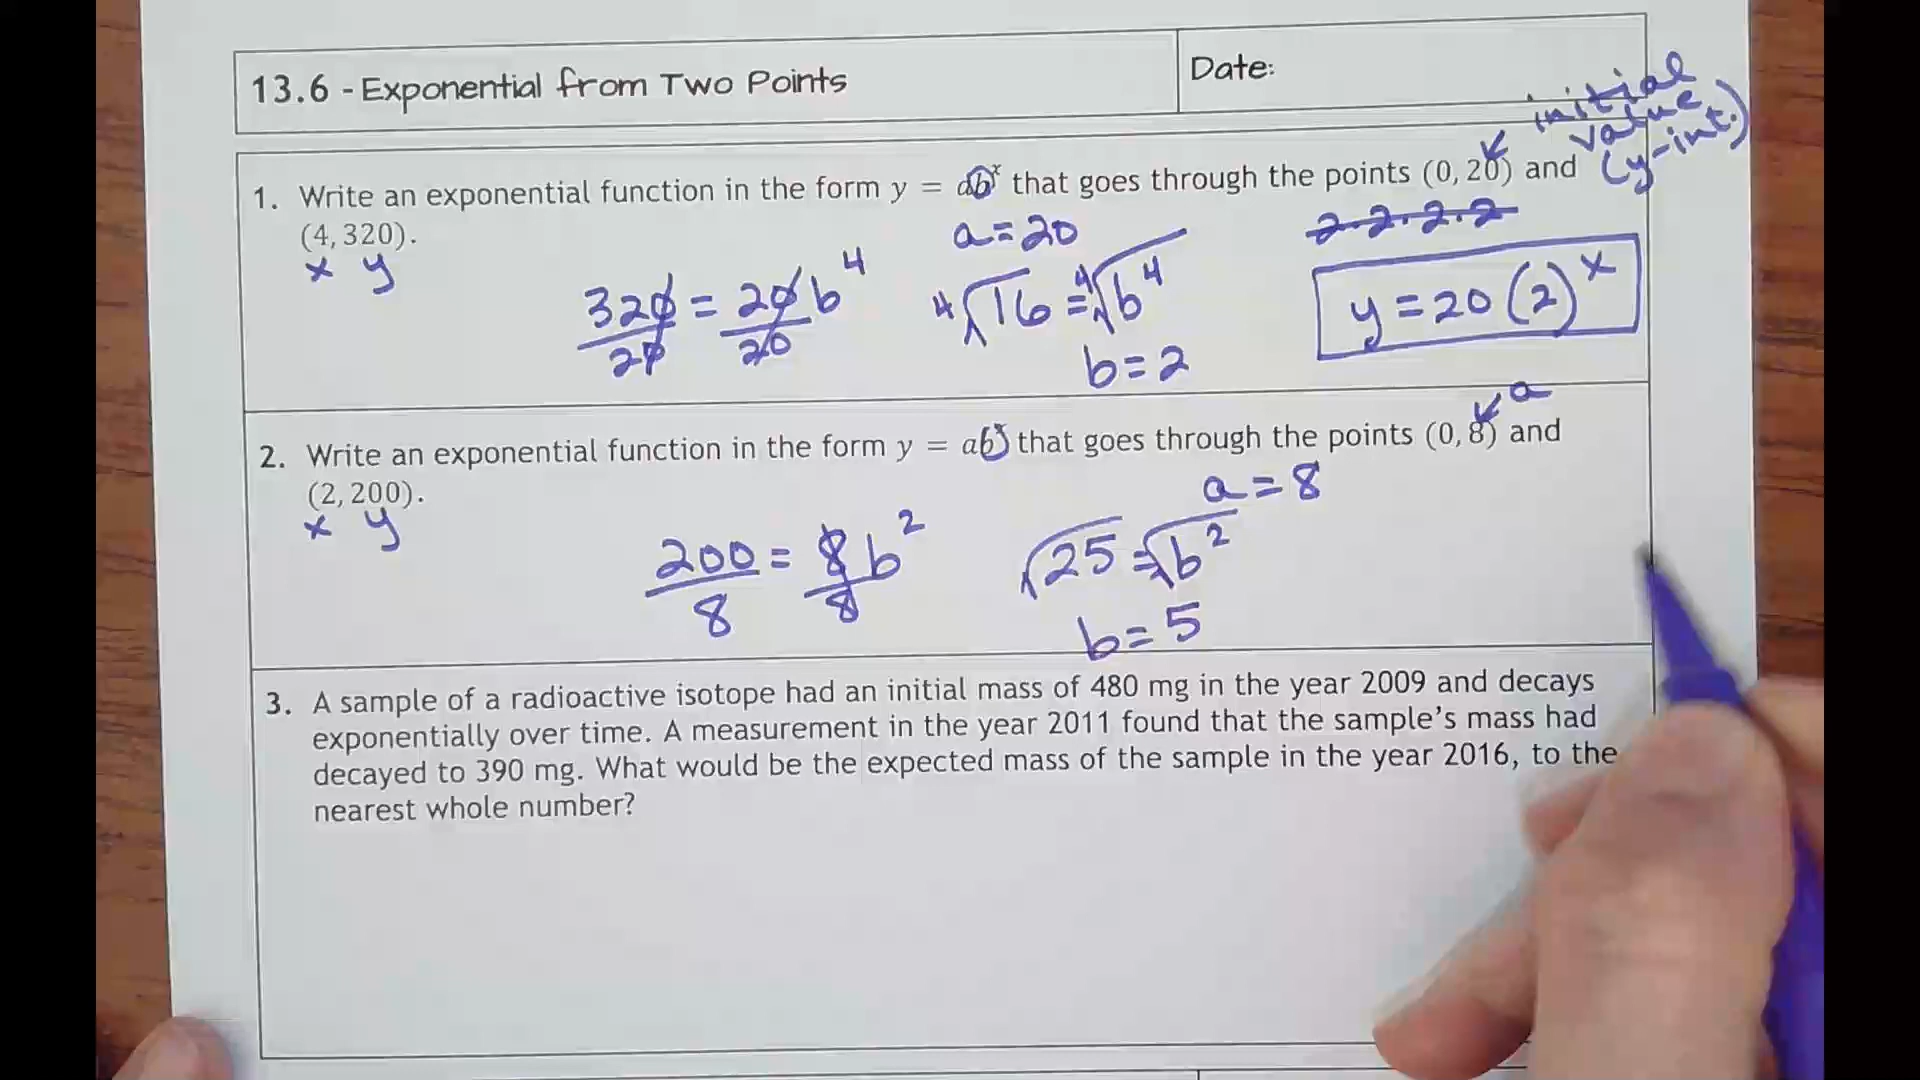 13.6 - Exponential from Two Points
Date:
initial
value
(y-int.)
1. Write an exponential function in the form y = ab^x that goes through the points (0, 20) and
(4, 320).
x y
a = 20
2·2·2·2
320/20 = 20b^4/20
⁴√16 = ⁴√b^4
b = 2
y = 20(2)^x
a
2. Write an exponential function in the form y = ab^x that goes through the points (0, 8) and
(2, 200).
x y
a = 8
200/8 = 8b^2/8
√25 = √b^2
b = 5
3. A sample of a radioactive isotope had an initial mass of 480 mg in the year 2009 and decays
exponentially over time. A measurement in the year 2011 found that the sample's mass had
decayed to 390 mg. What would be the expected mass of the sample in the year 2016, to the
nearest whole number?